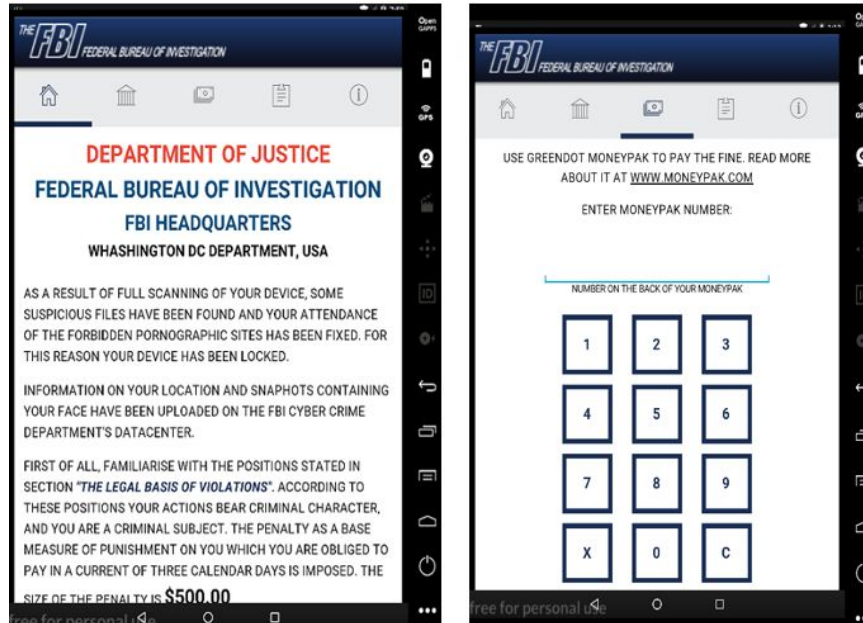 THE FBI FEDERAL BUREAU OF INVESTIGATION
DEPARTMENT OF JUSTICE
FEDERAL BUREAU OF INVESTIGATION
FBI HEADQUARTERS
WHASHINGTON DC DEPARTMENT, USA
AS A RESULT OF FULL SCANNING OF YOUR DEVICE, SOME
SUSPICIOUS FILES HAVE BEEN FOUND AND YOUR ATTENDANCE
OF THE FORBIDDEN PORNOGRAPHIC SITES HAS BEEN FIXED. FOR
THIS REASON YOUR DEVICE HAS BEEN LOCKED.
INFORMATION ON YOUR LOCATION AND SNAPHOTS CONTAINING
YOUR FACE HAVE BEEN UPLOADED ON THE FBI CYBER CRIME
DEPARTMENT'S DATACENTER.
FIRST OF ALL, FAMILIARISE WITH THE POSITIONS STATED IN
SECTION "THE LEGAL BASIS OF VIOLATIONS". ACCORDING TO
THESE POSITIONS YOUR ACTIONS BEAR CRIMINAL CHARACTER,
AND YOU ARE A CRIMINAL SUBJECT. THE PENALTY AS A BASE
MEASURE OF PUNISHMENT ON YOU WHICH YOU ARE OBLIGED TO
PAY IN A CURRENT OF THREE CALENDAR DAYS IS IMPOSED. THE
SIZE OF THE PENALTY IS $500.00
free for personal use
Open
GAPPS
GPS
ID
THE FBI FEDERAL BUREAU OF INVESTIGATION
USE GREENDOT MONEYPAK TO PAY THE FINE. READ MORE
ABOUT IT AT WWW.MONEYPAK.COM
ENTER MONEYPAK NUMBER:
NUMBER ON THE BACK OF YOUR MONEYPAK
1 2 3
4 5 6
7 8 9
X 0 C
free for personal use